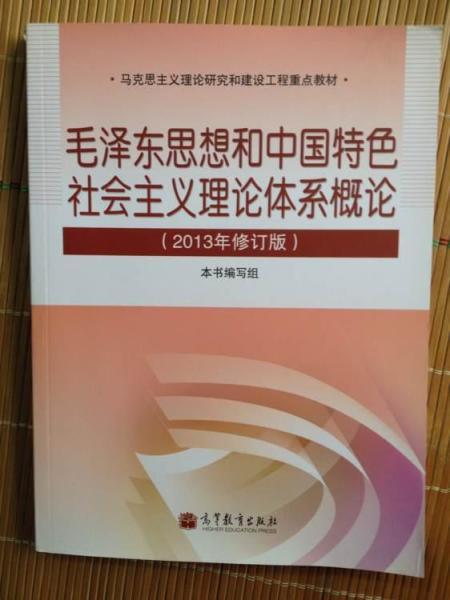 ·马克思主义理论研究和建设工程重点教材·
毛泽东思想和中国特色
社会主义理论体系概论
（2013年修订版）
本书编写组
高等教育出版社
HIGHER EDUCATION PRESS